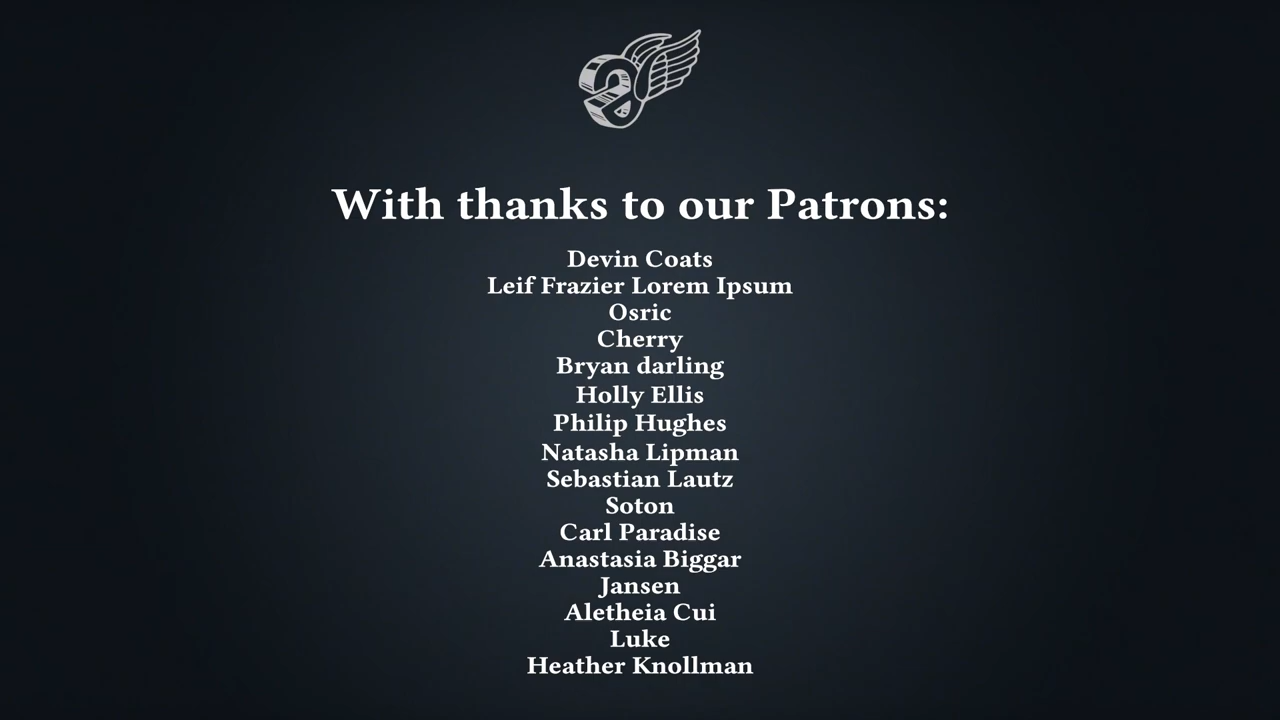 With thanks to our Patrons:
Devin Coats
Leif Frazier Lorem Ipsum
Osric
Cherry
Bryan darling
Holly Ellis
Philip Hughes
Natasha Lipman
Sebastian Lautz
Soton
Carl Paradise
Anastasia Biggar
Jansen
Aletheia Cui
Luke
Heather Knollman